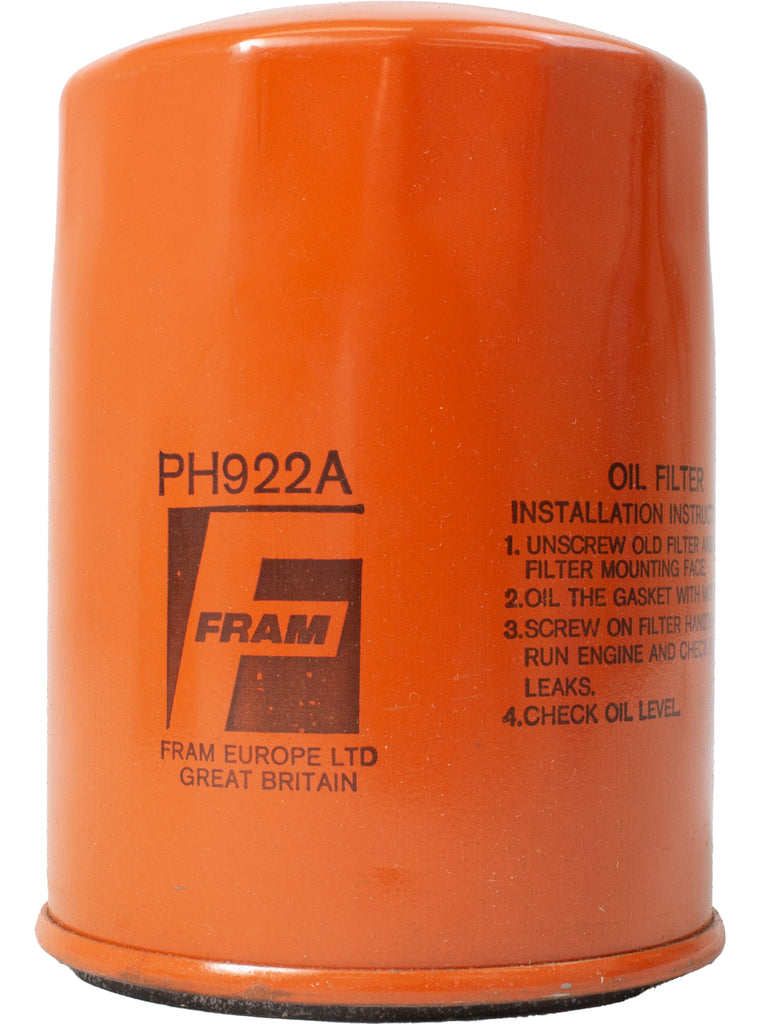 PH922A
FRAM
FRAM EUROPE LTD
GREAT BRITAIN
OIL FILTER
INSTALLATION
1. UNSCREW OLD FILTER
FILTER MOUNTING FACE
2. OIL THE GASKET WITH
3. SCREW ON FILTER
RUN ENGINE AND CHECK
LEAKS.
4. CHECK OIL LEVEL